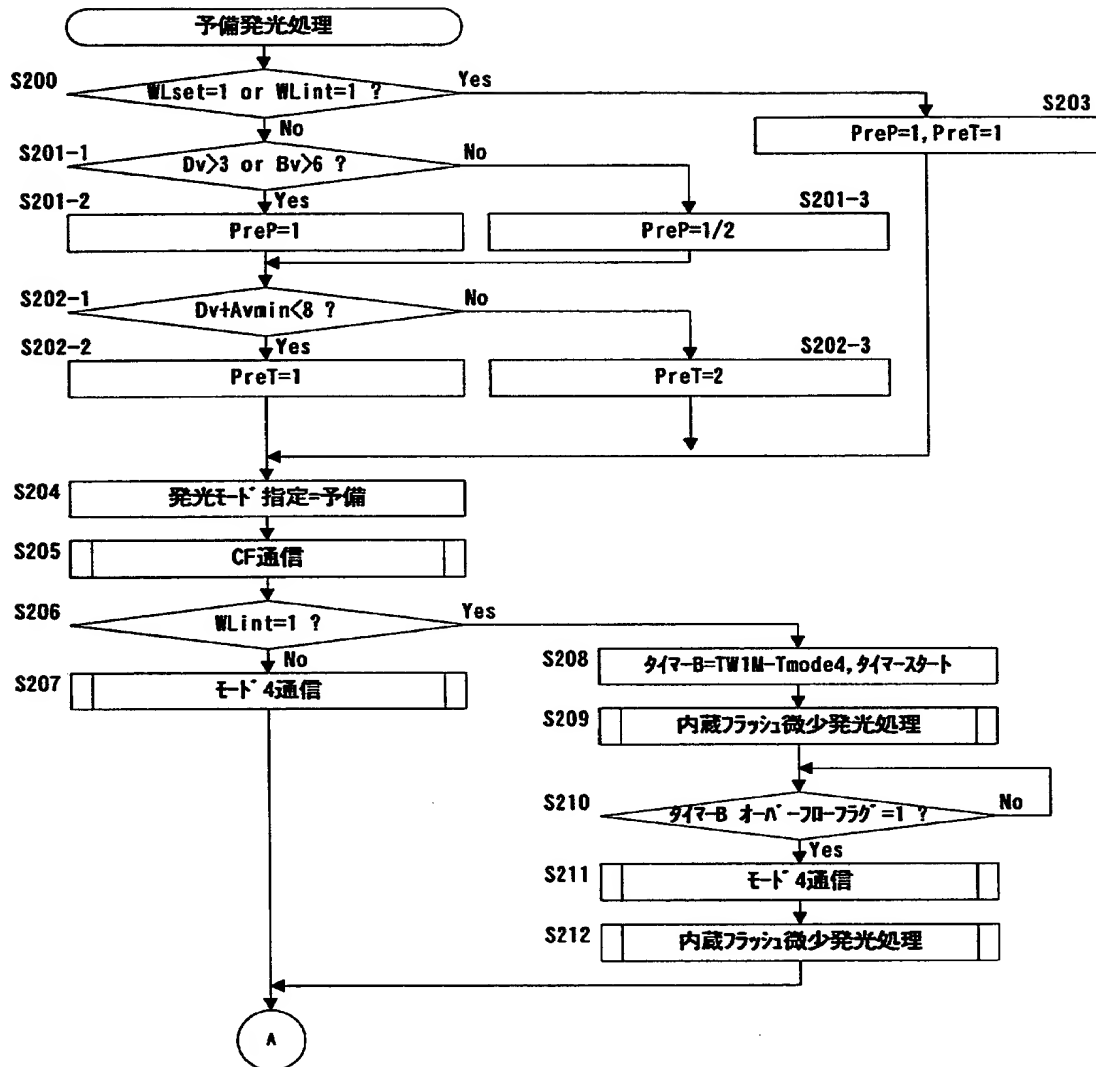 予備発光処理
S200
WLset=1 or WLint=1 ?
Yes
No
S203
PreP=1, PreT=1
S201-1
Dv>3 or Bv>6 ?
No
Yes
S201-2
PreP=1
S201-3
PreP=1/2
S202-1
Dv+Avmin<8 ?
No
Yes
S202-2
PreT=1
S202-3
PreT=2
S204
発光ﾓｰﾄﾞ指定=予備
S205
CF通信
S206
WLint=1 ?
Yes
No
S207
ﾓｰﾄﾞ4通信
S208
ﾀｲﾏｰB=TW1M-Tmode4,ﾀｲﾏｰｽﾀｰﾄ
S209
内蔵ﾌﾗｯｼｭ微少発光処理
S210
ﾀｲﾏｰB ｵｰﾊﾞｰﾌﾛｰﾌﾗｸﾞ=1 ?
No
Yes
S211
ﾓｰﾄﾞ4通信
S212
内蔵ﾌﾗｯｼｭ微少発光処理
A